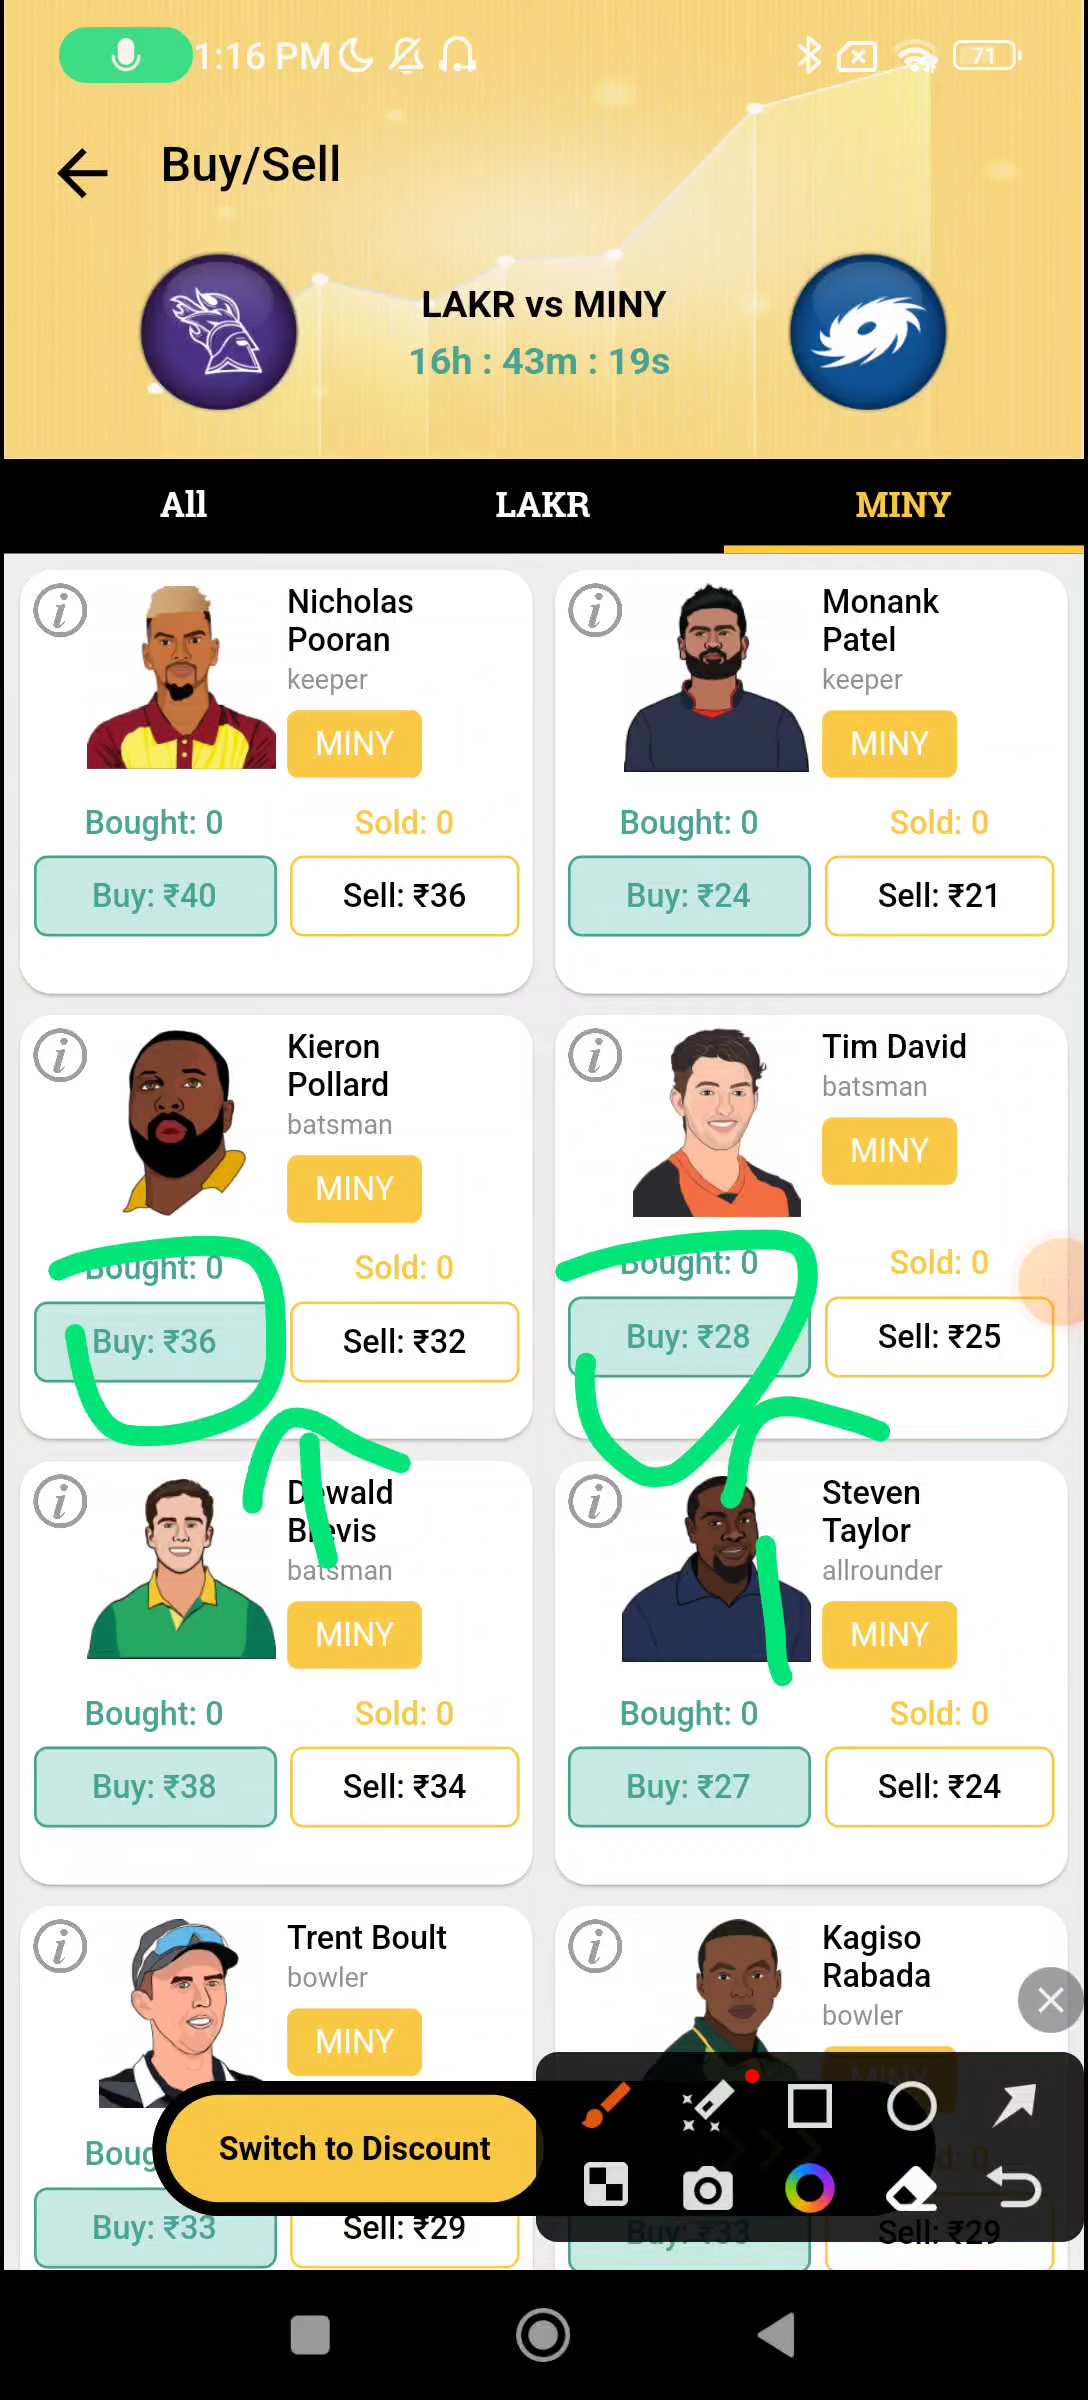 1:16 PM
71
Buy/Sell
LAKR vs MINY
16h : 43m : 19s
All LAKR MINY
Nicholas
Pooran
keeper
MINY
Bought: 0 Sold: 0
Buy: ₹40 Sell: ₹36
Monank
Patel
keeper
MINY
Bought: 0 Sold: 0
Buy: ₹24 Sell: ₹21
Kieron
Pollard
batsman
MINY
Bought: 0 Sold: 0
Buy: ₹36 Sell: ₹32
Tim David
batsman
MINY
Bought: 0 Sold: 0
Buy: ₹28 Sell: ₹25
Dewald
Brevis
batsman
MINY
Bought: 0 Sold: 0
Buy: ₹38 Sell: ₹34
Steven
Taylor
allrounder
MINY
Bought: 0 Sold: 0
Buy: ₹27 Sell: ₹24
Trent Boult
bowler
MINY
Buy: ₹33 Sell: ₹29
Kagiso
Rabada
bowler
MINY
Buy: ₹33 Sell: ₹29
Switch to Discount